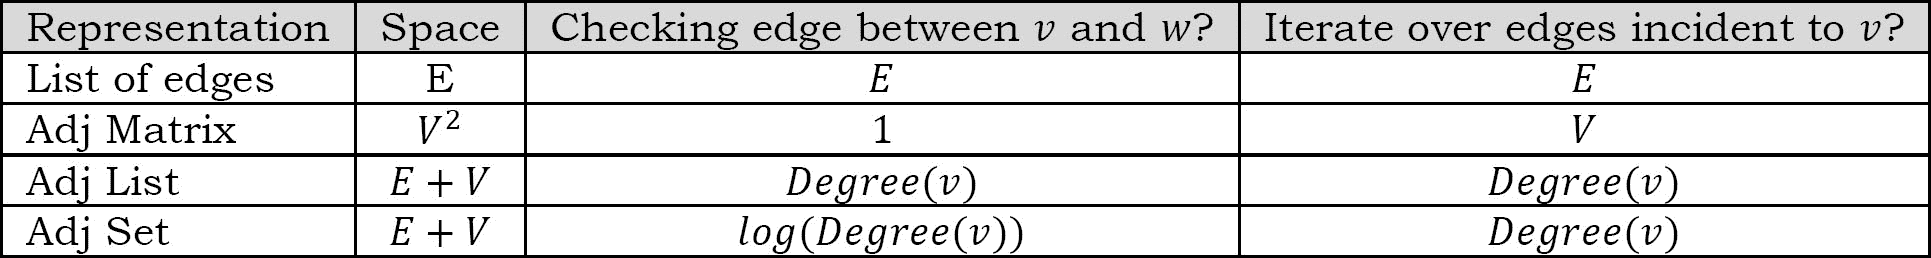 Representation Space Checking edge between v and w? Iterate over edges incident to v?
List of edges E E E
Adj Matrix V² 1 V
Adj List E + V Degree(v) Degree(v)
Adj Set E + V log(Degree(v)) Degree(v)